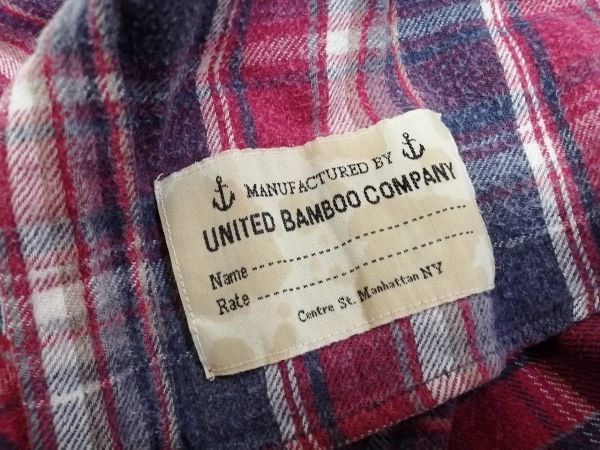 MANUFACTURED BY
UNITED BAMBOO COMPANY
Name
Rate
Centre St. Manhattan NY